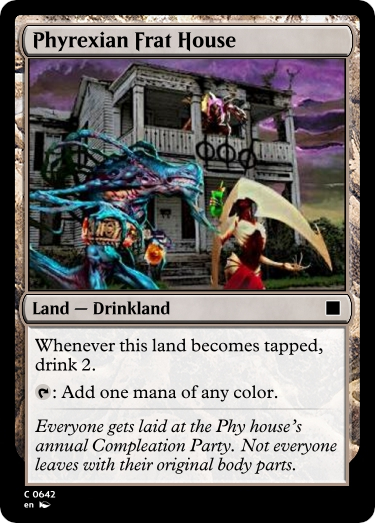 Phyrexian Frat House
Land — Drinkland
Whenever this land becomes tapped,
drink 2.
: Add one mana of any color.
Everyone gets laid at the Phy house's
annual Compleation Party. Not everyone
leaves with their original body parts.
C 0642
en